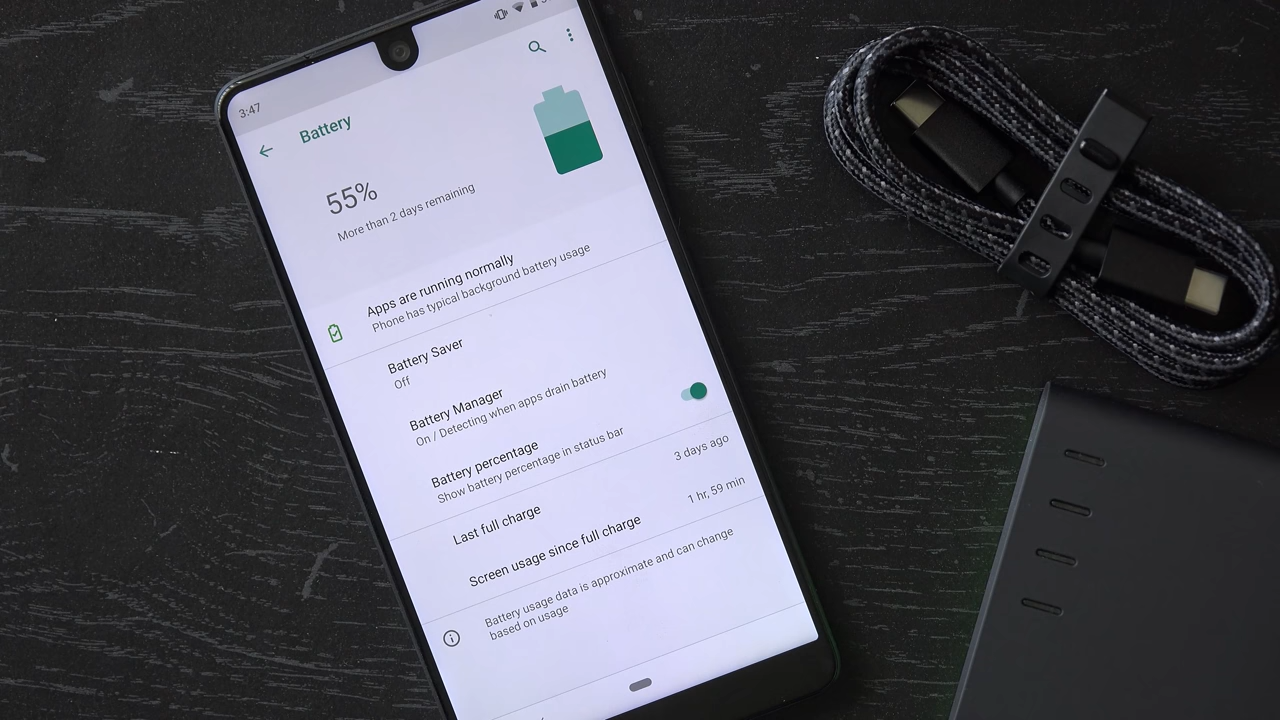 3:47
Battery
55%
More than 2 days remaining
Apps are running normally
Phone has typical background battery usage
Battery Saver
Off
Battery Manager
On / Detecting when apps drain battery
Battery percentage
Show battery percentage in status bar
Last full charge
3 days ago
Screen usage since full charge
1 hr, 59 min
Battery usage data is approximate and can change
based on usage